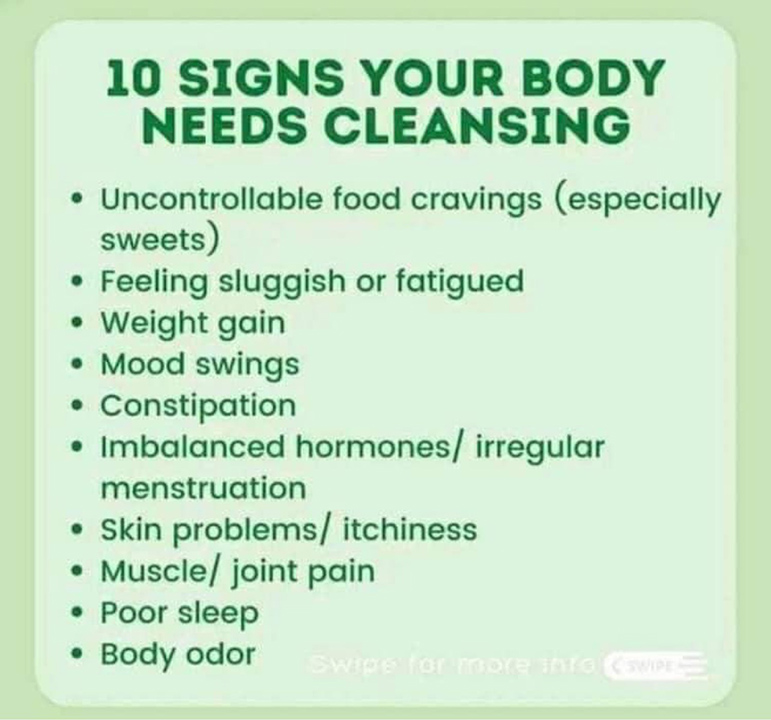 10 SIGNS YOUR BODY
NEEDS CLEANSING
• Uncontrollable food cravings (especially
sweets)
• Feeling sluggish or fatigued
• Weight gain
• Mood swings
• Constipation
• Imbalanced hormones/ irregular
menstruation
• Skin problems/ itchiness
• Muscle/ joint pain
• Poor sleep
• Body odor
Swipe for more info SWIPE